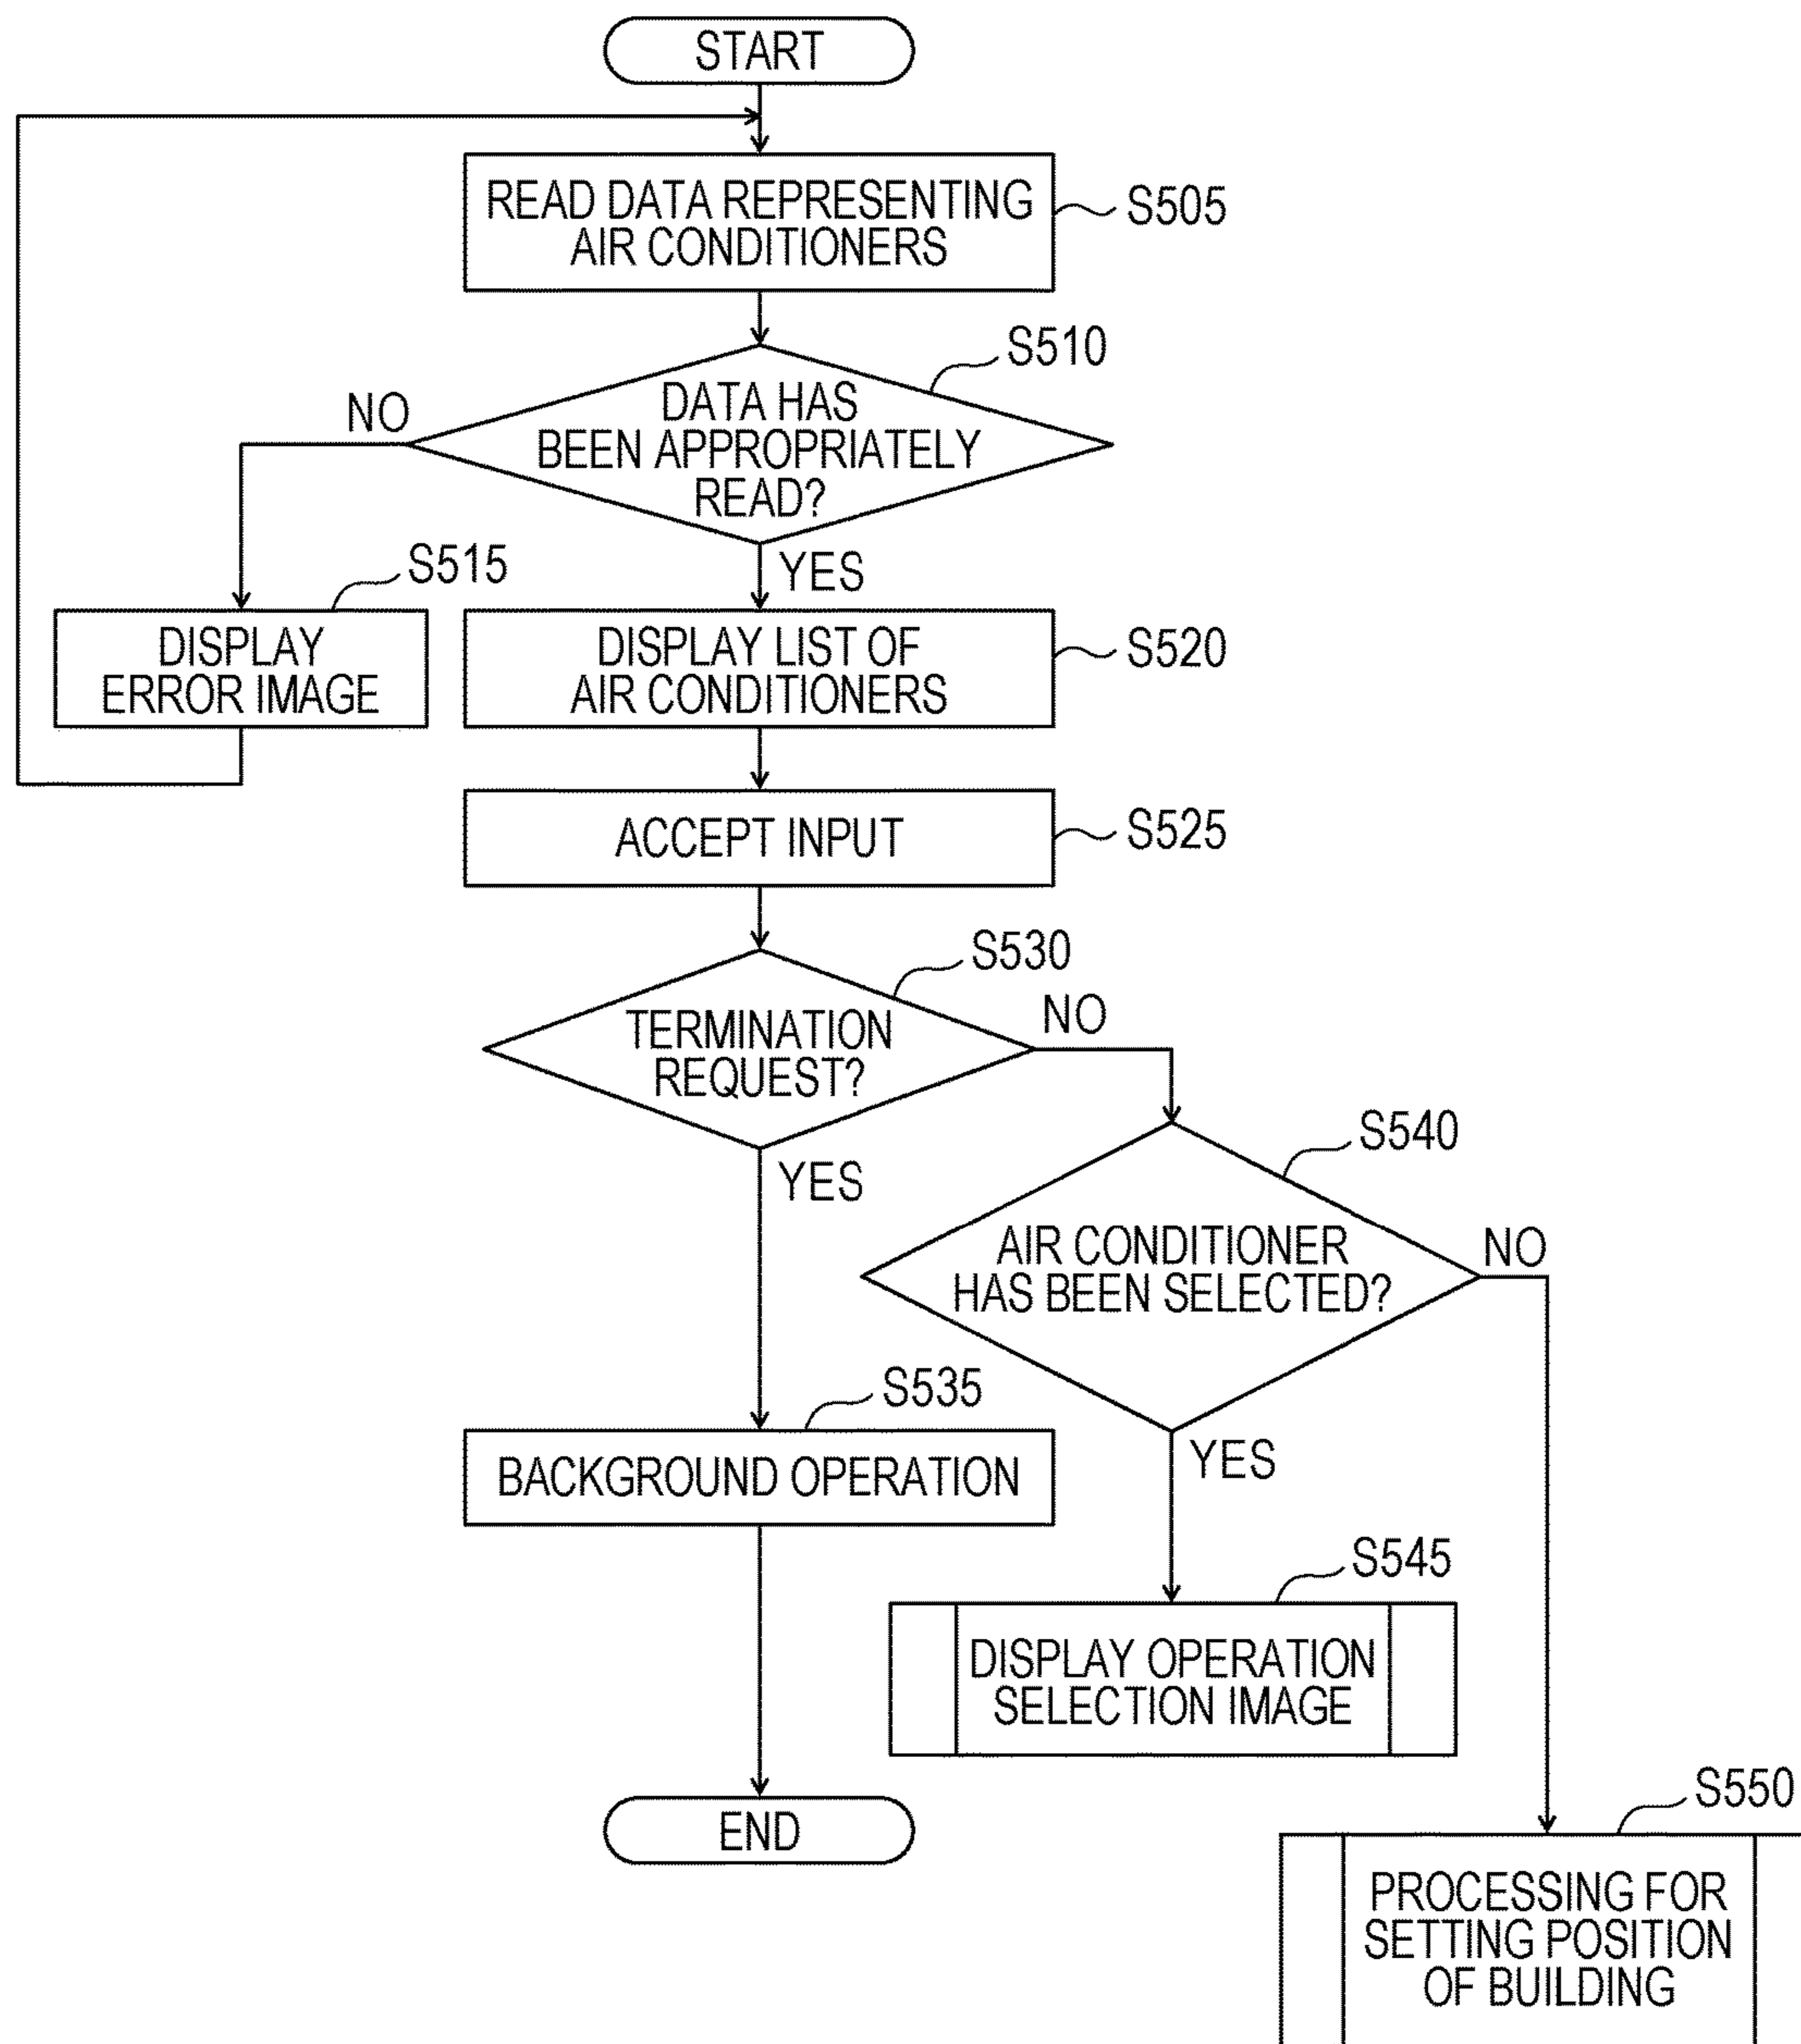 START
READ DATA REPRESENTING
AIR CONDITIONERS
S505
S510
DATA HAS
BEEN APPROPRIATELY
READ?
NO
YES
S515
DISPLAY
ERROR IMAGE
DISPLAY LIST OF
AIR CONDITIONERS
S520
ACCEPT INPUT
S525
S530
TERMINATION
REQUEST?
NO
YES
S540
AIR CONDITIONER
HAS BEEN SELECTED?
NO
YES
S535
BACKGROUND OPERATION
S545
DISPLAY OPERATION
SELECTION IMAGE
END
S550
PROCESSING FOR
SETTING POSITION
OF BUILDING